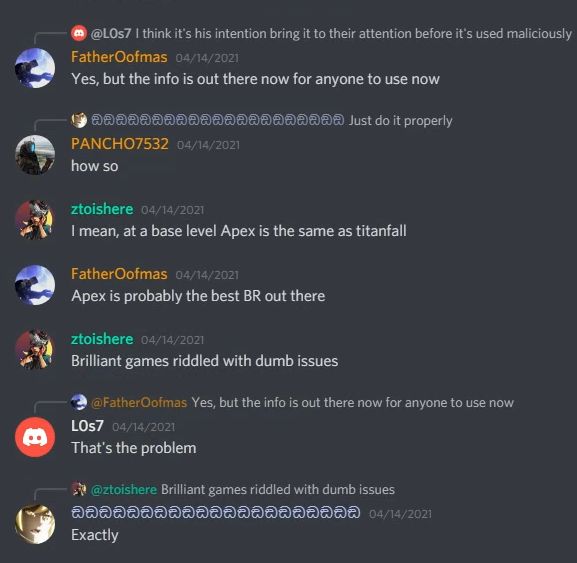 @L0s7 I think it's his intention bring it to their attention before it's used maliciously
FatherOofmas 04/14/2021
Yes, but the info is out there now for anyone to use now
Just do it properly
PANCHO7532 04/14/2021
how so
ztoishere 04/14/2021
I mean, at a base level Apex is the same as titanfall
FatherOofmas 04/14/2021
Apex is probably the best BR out there
ztoishere 04/14/2021
Brilliant games riddled with dumb issues
@FatherOofmas Yes, but the info is out there now for anyone to use now
L0s7 04/14/2021
That's the problem
@ztoishere Brilliant games riddled with dumb issues
04/14/2021
Exactly